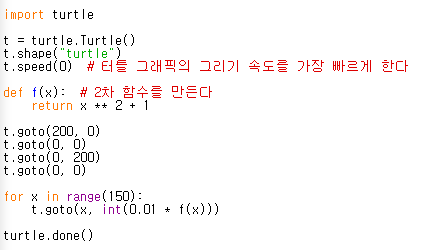 import turtle
t = turtle.Turtle()
t.shape("turtle")
t.speed(0)  # 터틀 그래픽의 그리기 속도를 가장 빠르게 한다
def f(x):  # 2차 함수를 만든다
    return x ** 2 + 1
t.goto(200, 0)
t.goto(0, 0)
t.goto(0, 200)
t.goto(0, 0)
for x in range(150):
    t.goto(x, int(0.01 * f(x)))
turtle.done()